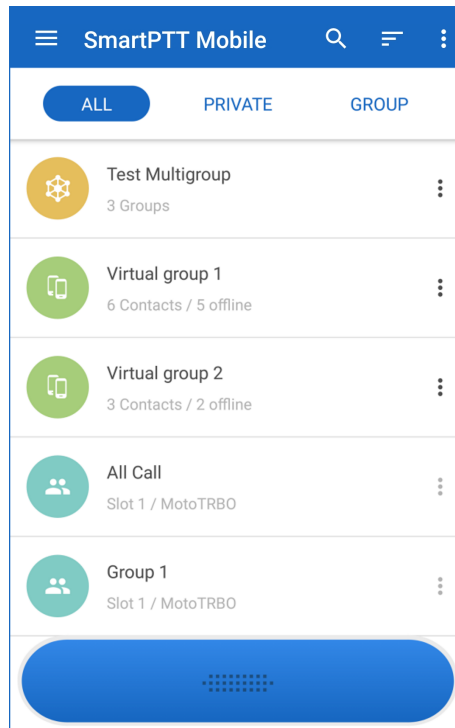 SmartPTT Mobile
ALL PRIVATE GROUP
Test Multigroup
3 Groups
Virtual group 1
6 Contacts / 5 offline
Virtual group 2
3 Contacts / 2 offline
All Call
Slot 1 / MotoTRBO
Group 1
Slot 1 / MotoTRBO